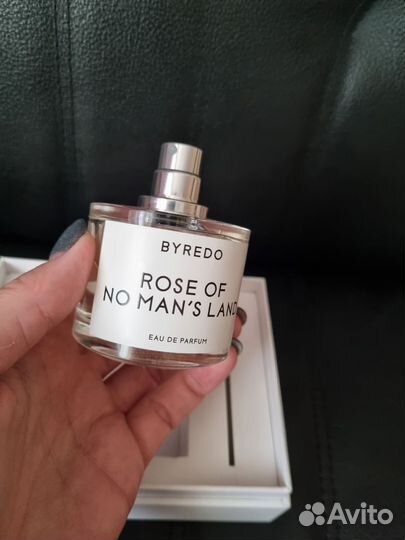 BYREDO
ROSE OF
NO MAN'S LAND
EAU DE PARFUM
Avito